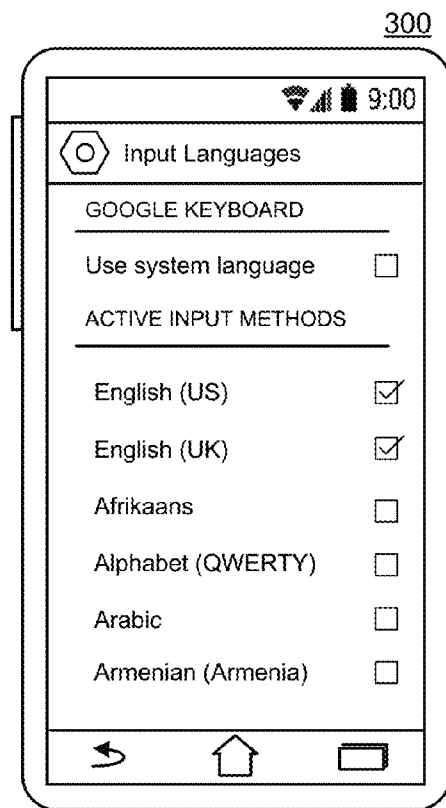 300
9:00
Input Languages
GOOGLE KEYBOARD
Use system language
ACTIVE INPUT METHODS
English (US)
English (UK)
Afrikaans
Alphabet (QWERTY)
Arabic
Armenian (Armenia)